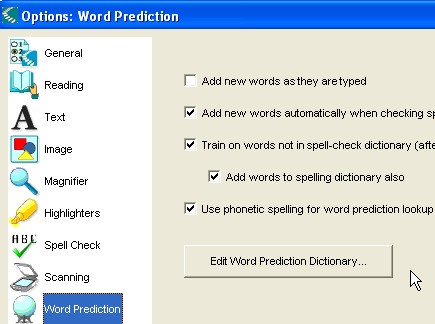 Options: Word Prediction
General
Reading
Text
Image
Magnifier
Highlighters
ABC
Spell Check
Scanning
Word Prediction
Add new words as they are typed
Add new words automatically when checking sp
Train on words not in spell-check dictionary (afte
Add words to spelling dictionary also
Use phonetic spelling for word prediction lookup
Edit Word Prediction Dictionary...